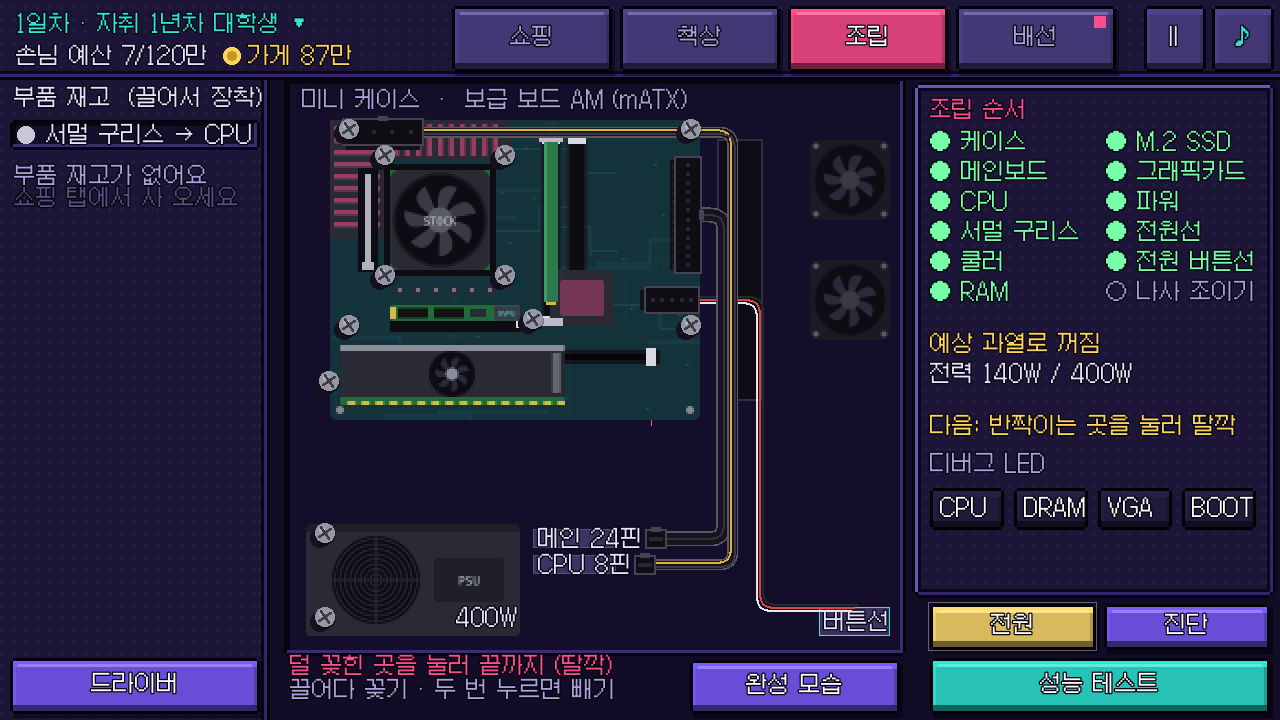 1일차 · 자취 1년차 대학생 ▼
손님 예산 7/120만 가게 87만
쇼핑
책상
조립
배선
부품 재고 (끌어서 장착)
서멀 구리스 → CPU
부품 재고가 없어요
쇼핑 탭에서 사 오세요
드라이버
미니 케이스 · 보급 보드 AM (mATX)
STOCK
PSU
400W
메인 24핀
CPU 8핀
버튼선
덜 꽂힌 곳을 눌러 끝까지 (딸깍)
끌어다 꽂기 · 두 번 누르면 빼기
완성 모습
조립 순서
케이스
메인보드
CPU
서멀 구리스
쿨러
RAM
M.2 SSD
그래픽카드
파워
전원선
전원 버튼선
나사 조이기
예상 과열로 꺼짐
전력 140W / 400W
다음: 반짝이는 곳을 눌러 딸깍
디버그 LED
CPU
DRAM
VGA
BOOT
전원
진단
성능 테스트